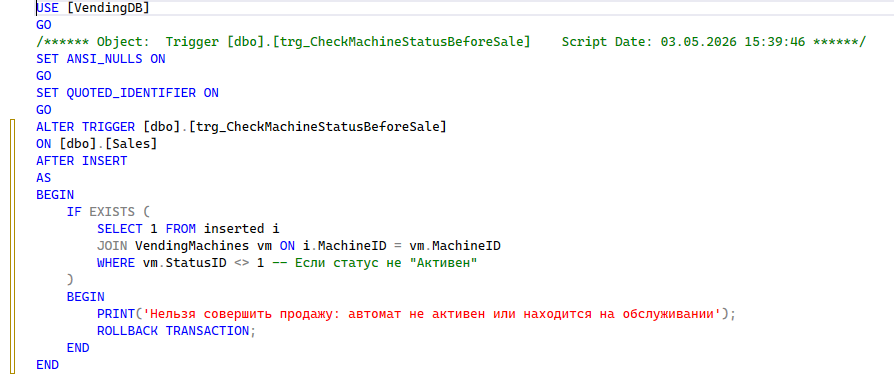 USE [VendingDB]
GO
/****** Object:  Trigger [dbo].[trg_CheckMachineStatusBeforeSale]    Script Date: 03.05.2026 15:39:46 ******/
SET ANSI_NULLS ON
GO
SET QUOTED_IDENTIFIER ON
GO
ALTER TRIGGER [dbo].[trg_CheckMachineStatusBeforeSale]
ON [dbo].[Sales]
AFTER INSERT
AS
BEGIN
    IF EXISTS (
        SELECT 1 FROM inserted i
        JOIN VendingMachines vm ON i.MachineID = vm.MachineID
        WHERE vm.StatusID <> 1 -- Если статус не "Активен"
    )
    BEGIN
        PRINT('Нельзя совершить продажу: автомат не активен или находится на обслуживании');
        ROLLBACK TRANSACTION;
    END
END